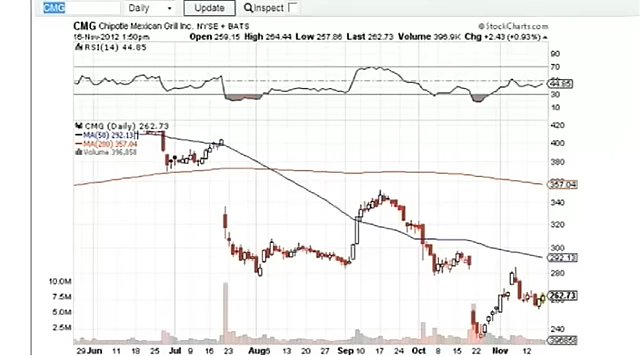 CMG Daily Update Inspect
CMG Chipotle Mexican Grill Inc. NYSE + BATS © StockCharts.com
16-Nov-2012 1:50pm Open 259.15 High 264.44 Low 257.86 Last 262.73 Volume 396.9K Chg +2.43 (+0.93%)
RSI(14) 44.85
90
70
44.85
30
10
CMG (Daily) 262.73
MA(50) 292.13
MA(200) 357.04
Volume 396,858
420
400
380
357.04
340
320
300
292.13
280
262.73
240
10.0M
7.5M
5.0M
2.5M
396858
29 Jun 11 18 25 Jul 9 16 23 Aug 6 13 20 27 Sep 10 17 24 Oct 8 15 22 Nov 12